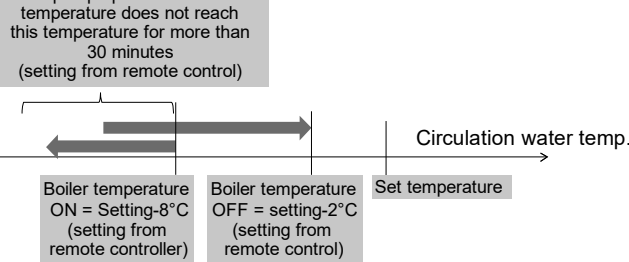 temperature does not reach
this temperature for more than
30 minutes
(setting from remote control)
Circulation water temp.
Boiler temperature
ON = Setting-8°C
(setting from
remote controller)
Boiler temperature
OFF = setting-2°C
(setting from
remote control)
Set temperature